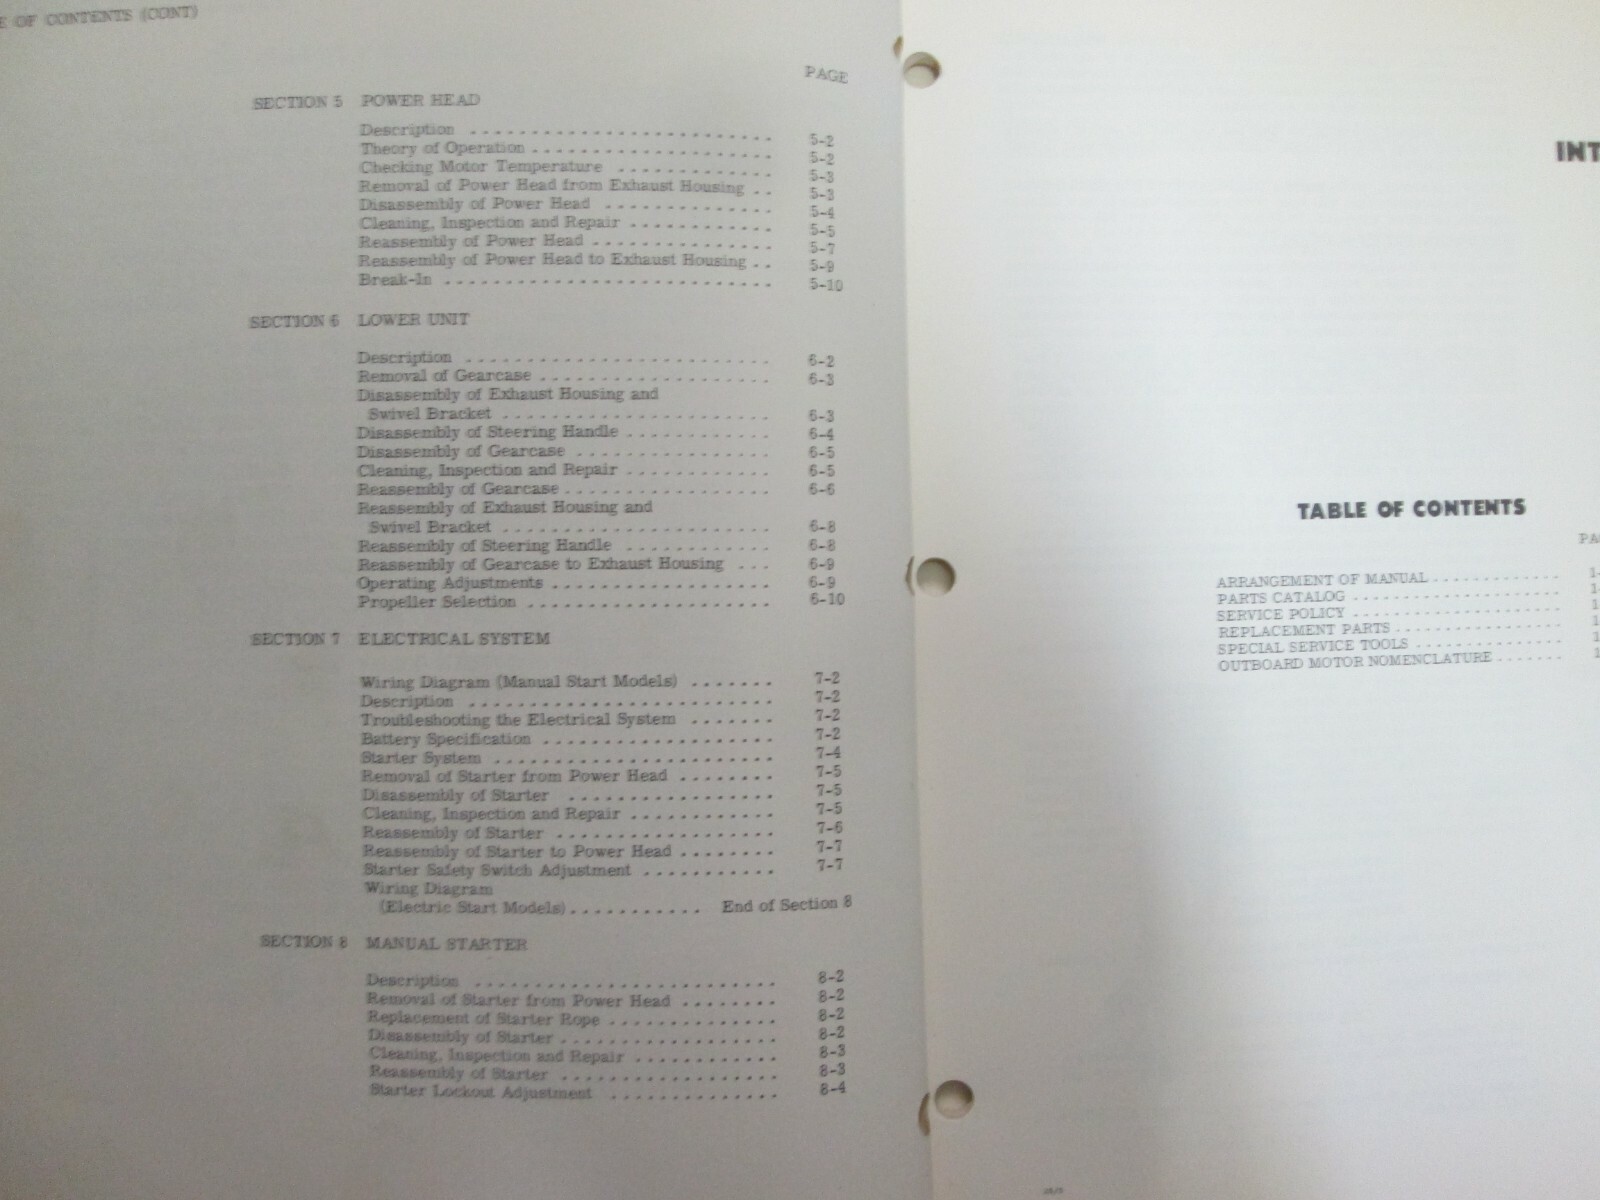 E OF CONTENTS (CONT)
PAGE
SECTION 5 POWER HEAD
Description . . . . . . . . . . . . . . . . . . . . . . . . . 5-2
Theory of Operation . . . . . . . . . . . . . . . . . . . . 5-2
Checking Motor Temperature . . . . . . . . . . . . . 5-3
Removal of Power Head from Exhaust Housing . . 5-3
Disassembly of Power Head . . . . . . . . . . . . . . 5-4
Cleaning, Inspection and Repair . . . . . . . . . . . . 5-5
Reassembly of Power Head . . . . . . . . . . . . . . . 5-7
Reassembly of Power Head to Exhaust Housing . . 5-9
Break-In . . . . . . . . . . . . . . . . . . . . . . . . . . . 5-10
SECTION 6 LOWER UNIT
Description . . . . . . . . . . . . . . . . . . . . . . . . . 6-2
Removal of Gearcase . . . . . . . . . . . . . . . . . . . 6-3
Disassembly of Exhaust Housing and
Swivel Bracket . . . . . . . . . . . . . . . . . . . . . . 6-3
Disassembly of Steering Handle . . . . . . . . . . . . 6-4
Disassembly of Gearcase . . . . . . . . . . . . . . . . 6-5
Cleaning, Inspection and Repair . . . . . . . . . . . . 6-5
Reassembly of Gearcase . . . . . . . . . . . . . . . . . 6-6
Reassembly of Exhaust Housing and
Swivel Bracket . . . . . . . . . . . . . . . . . . . . . . 6-8
Reassembly of Steering Handle . . . . . . . . . . . . 6-8
Reassembly of Gearcase to Exhaust Housing . . . 6-9
Operating Adjustments . . . . . . . . . . . . . . . . . . 6-9
Propeller Selection . . . . . . . . . . . . . . . . . . . . 6-10
SECTION 7 ELECTRICAL SYSTEM
Wiring Diagram (Manual Start Models) . . . . . . . 7-2
Description . . . . . . . . . . . . . . . . . . . . . . . . . 7-2
Troubleshooting the Electrical System . . . . . . . 7-2
Battery Specification . . . . . . . . . . . . . . . . . . . 7-2
Starter System . . . . . . . . . . . . . . . . . . . . . . . 7-4
Removal of Starter from Power Head . . . . . . . . 7-5
Disassembly of Starter . . . . . . . . . . . . . . . . . 7-5
Cleaning, Inspection and Repair . . . . . . . . . . . . 7-5
Reassembly of Starter . . . . . . . . . . . . . . . . . . 7-6
Reassembly of Starter to Power Head . . . . . . . . 7-7
Starter Safety Switch Adjustment . . . . . . . . . . . 7-7
Wiring Diagram
(Electric Start Models) . . . . . . . . . . . End of Section 8
SECTION 8 MANUAL STARTER
Description . . . . . . . . . . . . . . . . . . . . . . . . . 8-2
Removal of Starter from Power Head . . . . . . . . 8-2
Replacement of Starter Rope . . . . . . . . . . . . . . 8-2
Disassembly of Starter . . . . . . . . . . . . . . . . . . 8-2
Cleaning, Inspection and Repair . . . . . . . . . . . . 8-3
Reassembly of Starter . . . . . . . . . . . . . . . . . . 8-3
Starter Lockout Adjustment . . . . . . . . . . . . . . 8-4
INT
TABLE OF CONTENTS
PA
ARRANGEMENT OF MANUAL . . . . . . . . . . . . . 1-
PARTS CATALOG . . . . . . . . . . . . . . . . . . . . . 1-
SERVICE POLICY . . . . . . . . . . . . . . . . . . . . . 1
REPLACEMENT PARTS . . . . . . . . . . . . . . . . . 1
SPECIAL SERVICE TOOLS . . . . . . . . . . . . . . . 1
OUTBOARD MOTOR NOMENCLATURE . . . . . . . 1